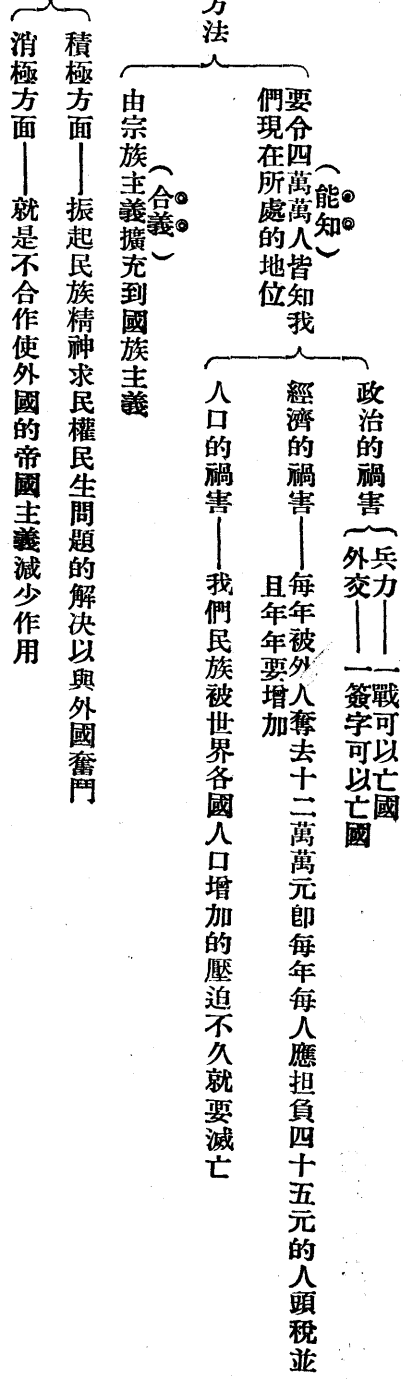 方法
（能知）
要令四萬萬人皆知我
們現在所處的地位
政治的禍害
兵力——一戰可以亡國
外交——一簽字可以亡國
經濟的禍害——每年被外人奪去十二萬萬元卽每年每人應担負四十五元的人頭稅並
且年年要增加
人口的禍害——我們民族被世界各國人口增加的壓迫不久就要滅亡
（合義）
由宗族主義擴充到國族主義
積極方面——振起民族精神求民權民生問題的解决以與外國奮鬥
消極方面——就是不合作使外國的帝國主義減少作用